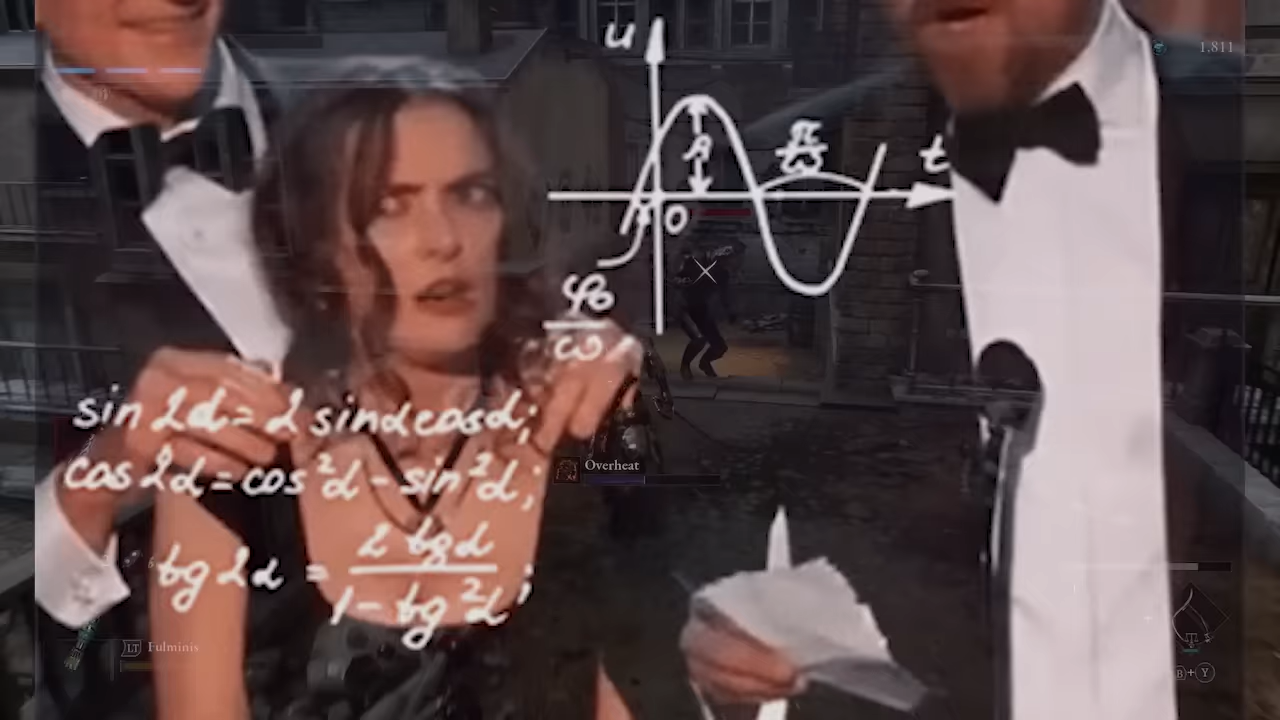 u
1,811
A
π/ω
t
0
φ₀/ω
sin 2α = 2 sinα cosα;
cos 2α = cos²α - sin²α;
Overheat
tg 2α = 2 tgα / 1 - tg²α;
LT Fulminis
B+Y